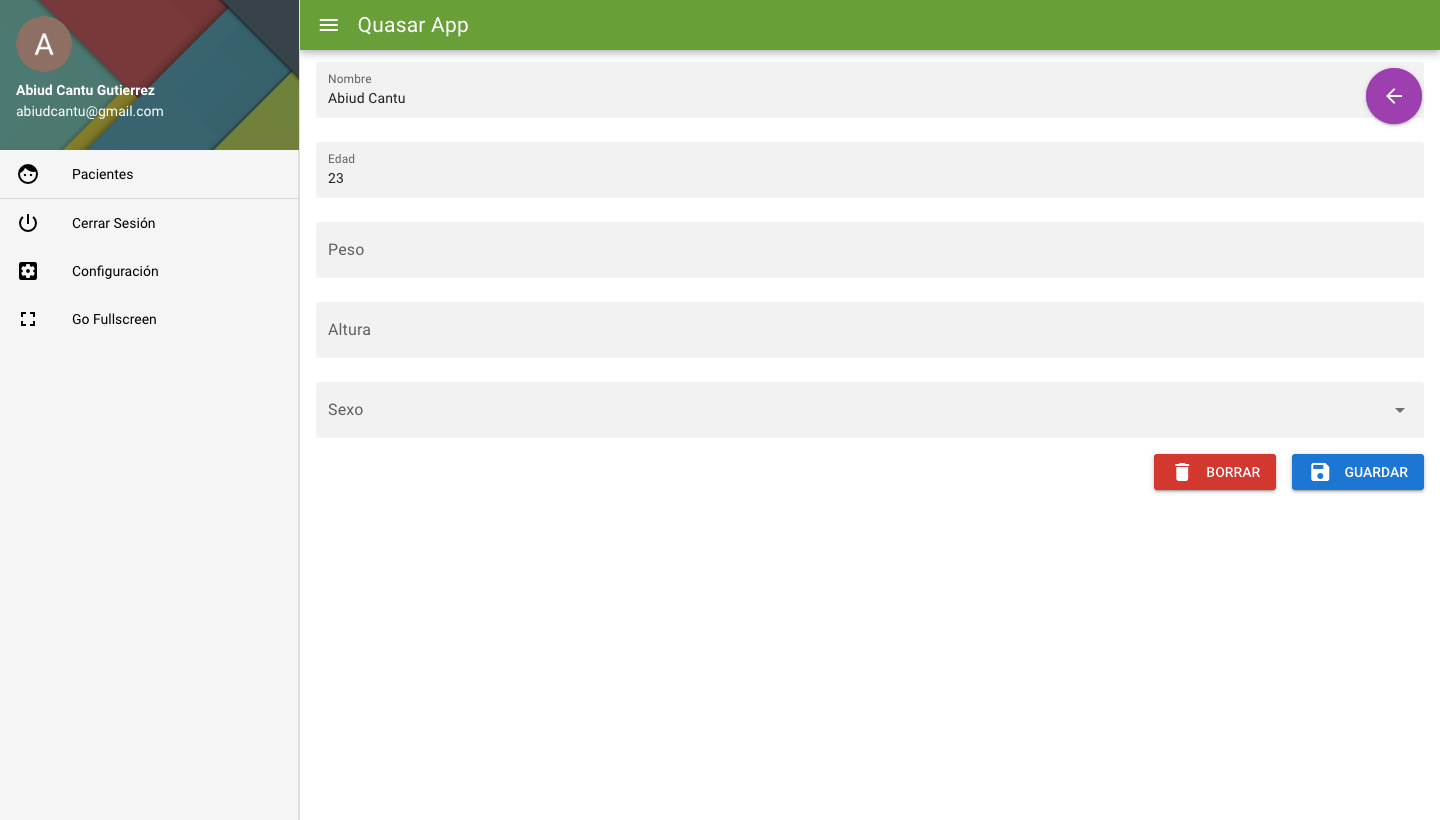 A
Abiud Cantu Gutierrez
abiudcantu@gmail.com
Pacientes
Cerrar Sesión
Configuración
Go Fullscreen
Quasar App
Nombre
Abiud Cantu
Edad
23
Peso
Altura
Sexo
BORRAR
GUARDAR